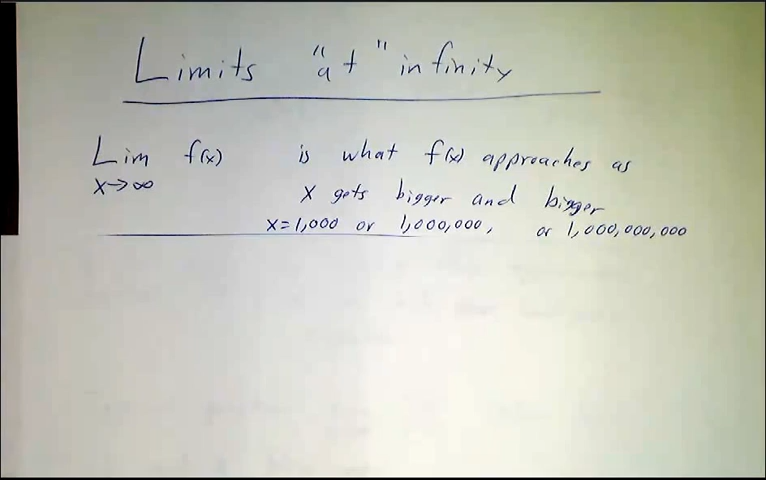 Limits "at" infinity
Lim f(x) is what f(x) approaches as
x→∞ x gets bigger and bigger
x=1,000 or 1,000,000, or 1,000,000,000